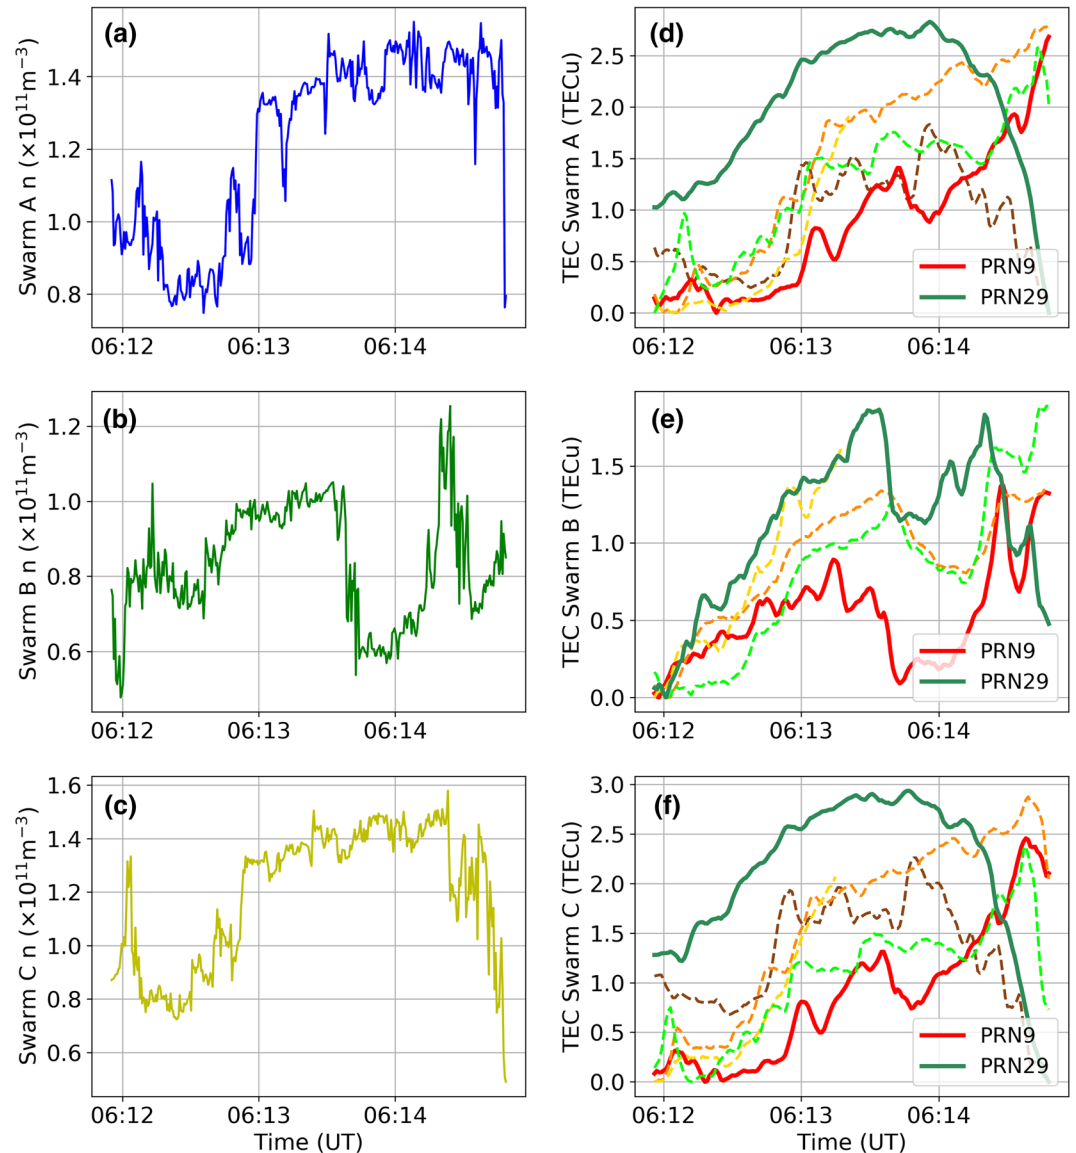 (a)
Swarm A n (×10¹¹m⁻³)
1.4
1.2
1.0
0.8
06:12 06:13 06:14
(d)
TEC Swarm A (TECu)
2.5
2.0
1.5
1.0
0.5
0.0
PRN9
PRN29
06:12 06:13 06:14
(b)
Swarm B n (×10¹¹m⁻³)
1.2
1.0
0.8
0.6
06:12 06:13 06:14
(e)
TEC Swarm B (TECu)
1.5
1.0
0.5
0.0
PRN9
PRN29
06:12 06:13 06:14
(c)
Swarm C n (×10¹¹m⁻³)
1.6
1.4
1.2
1.0
0.8
0.6
06:12 06:13 06:14
Time (UT)
(f)
TEC Swarm C (TECu)
3.0
2.5
2.0
1.5
1.0
0.5
0.0
PRN9
PRN29
06:12 06:13 06:14
Time (UT)